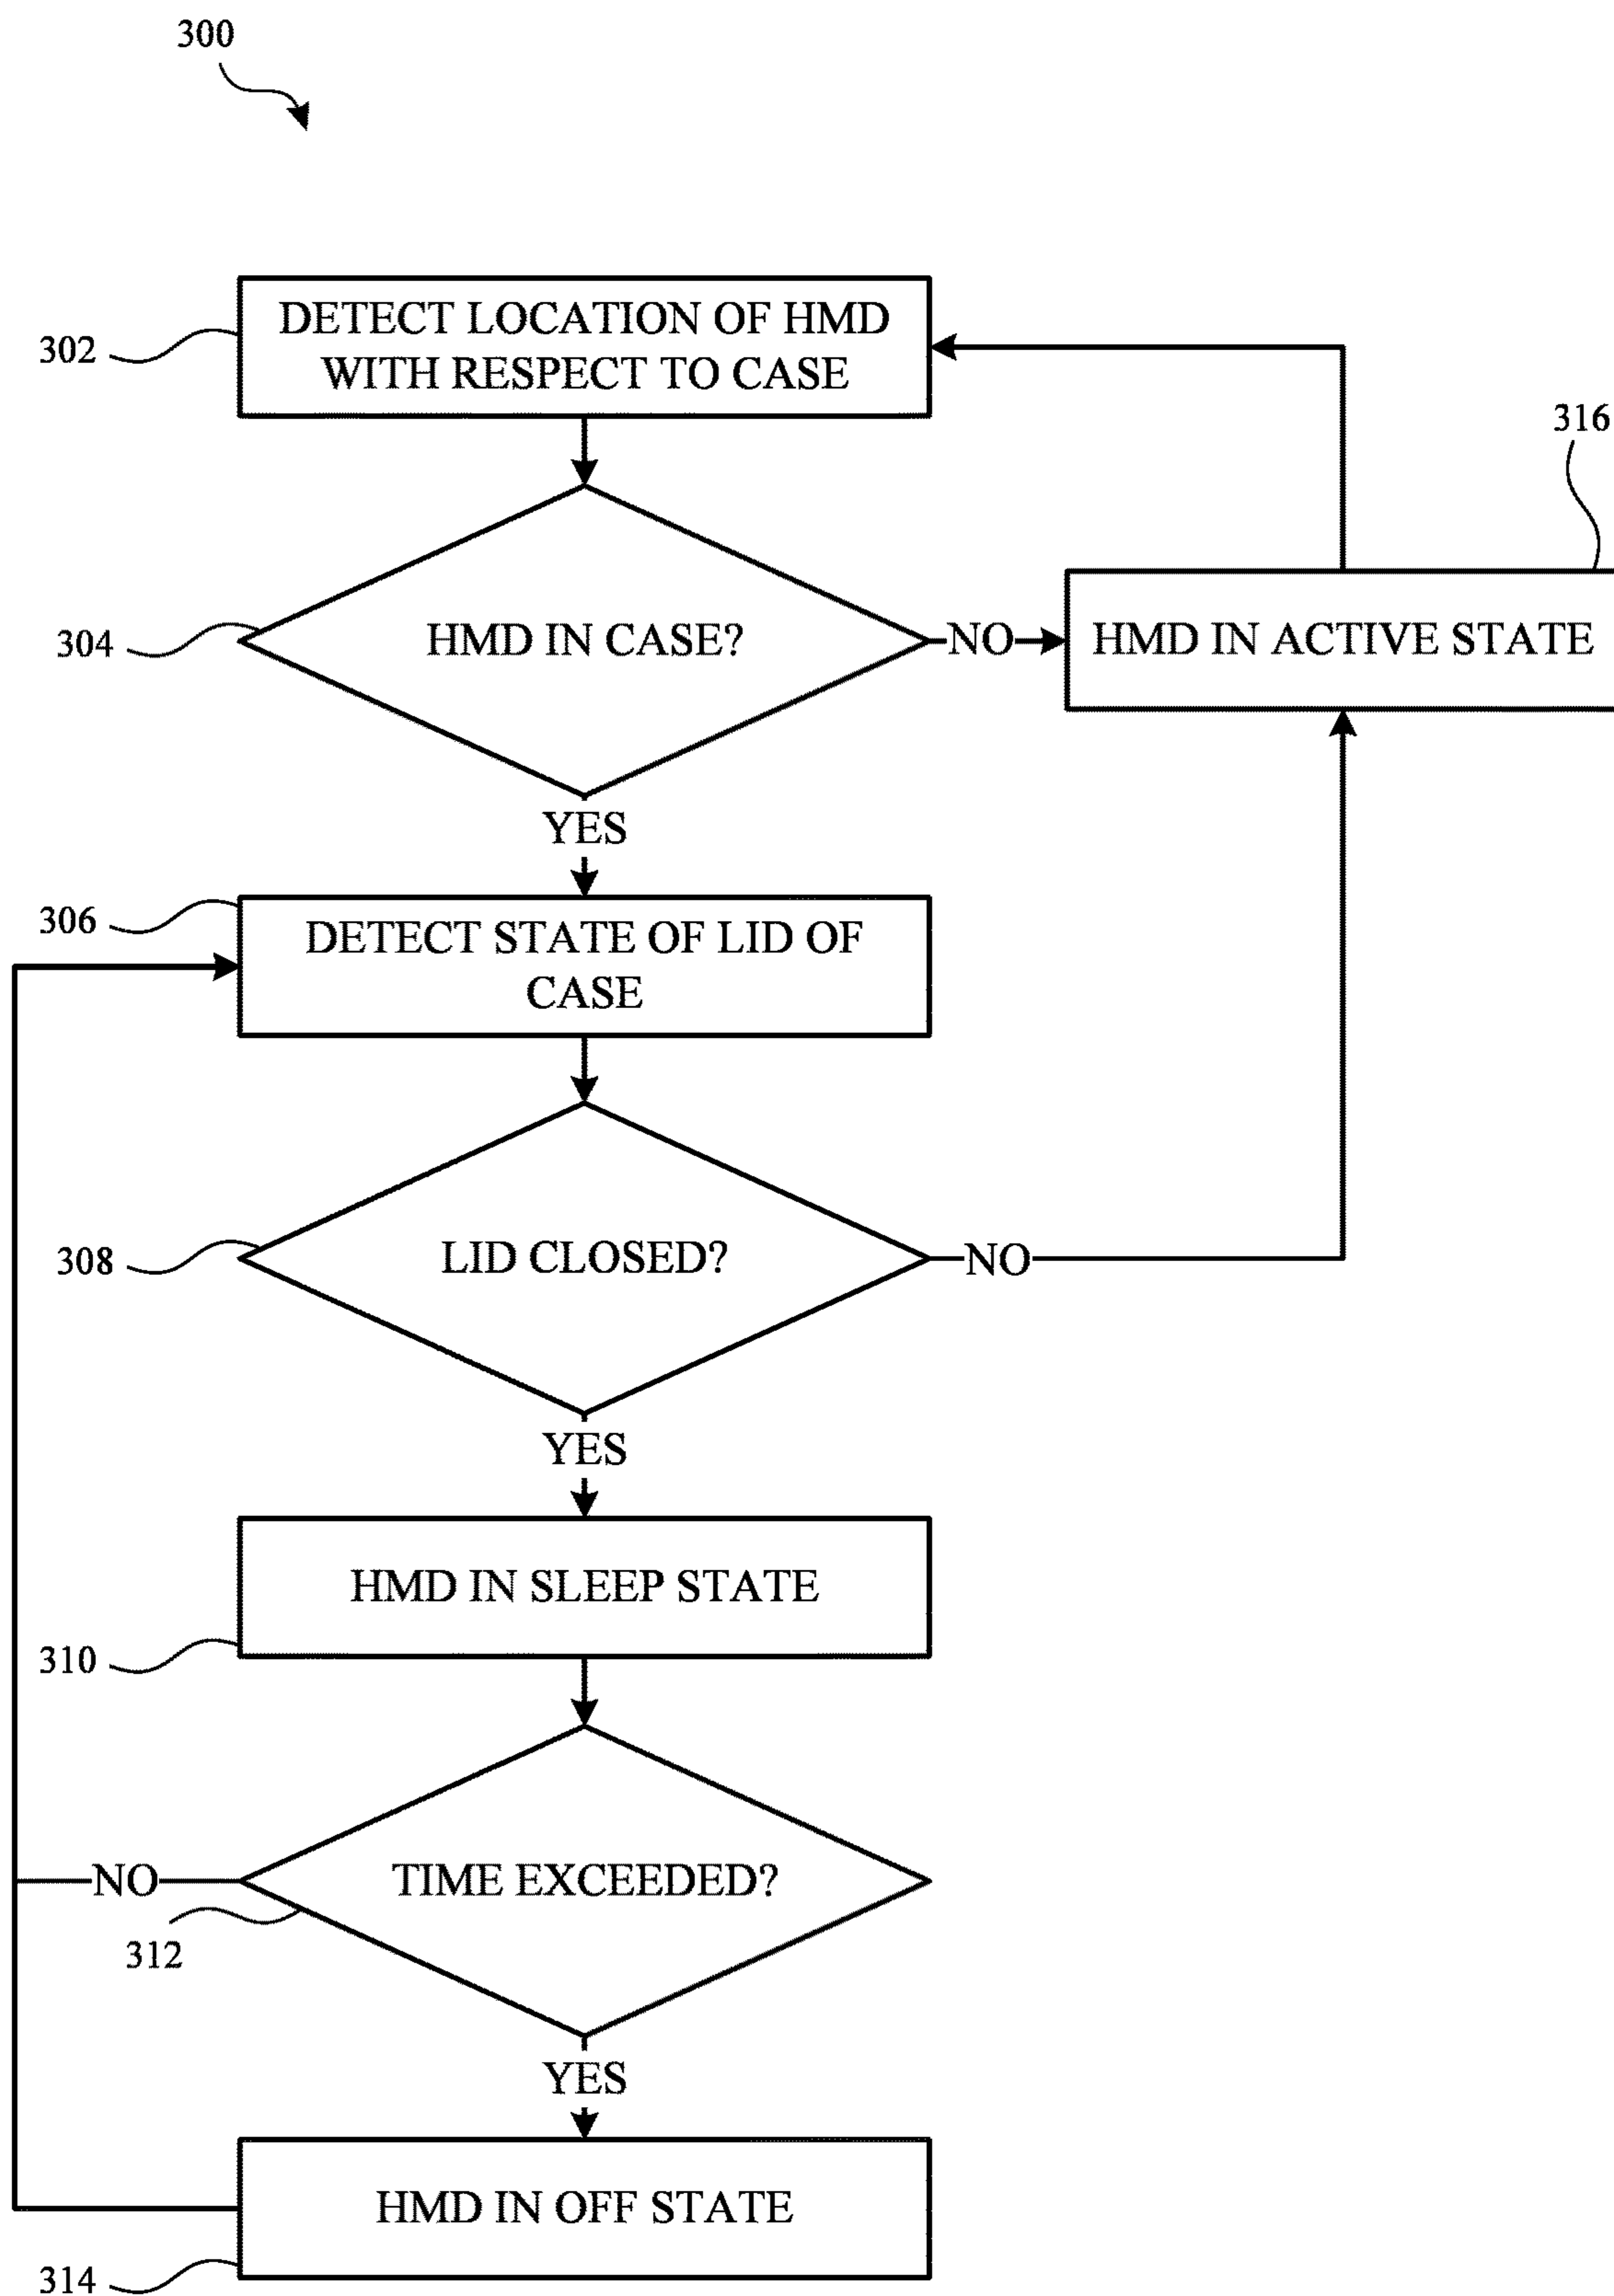 300
302
DETECT LOCATION OF HMD
WITH RESPECT TO CASE
316
304
HMD IN CASE?
NO
HMD IN ACTIVE STATE
YES
306
DETECT STATE OF LID OF
CASE
308
LID CLOSED?
NO
YES
HMD IN SLEEP STATE
310
TIME EXCEEDED?
NO
312
YES
HMD IN OFF STATE
314